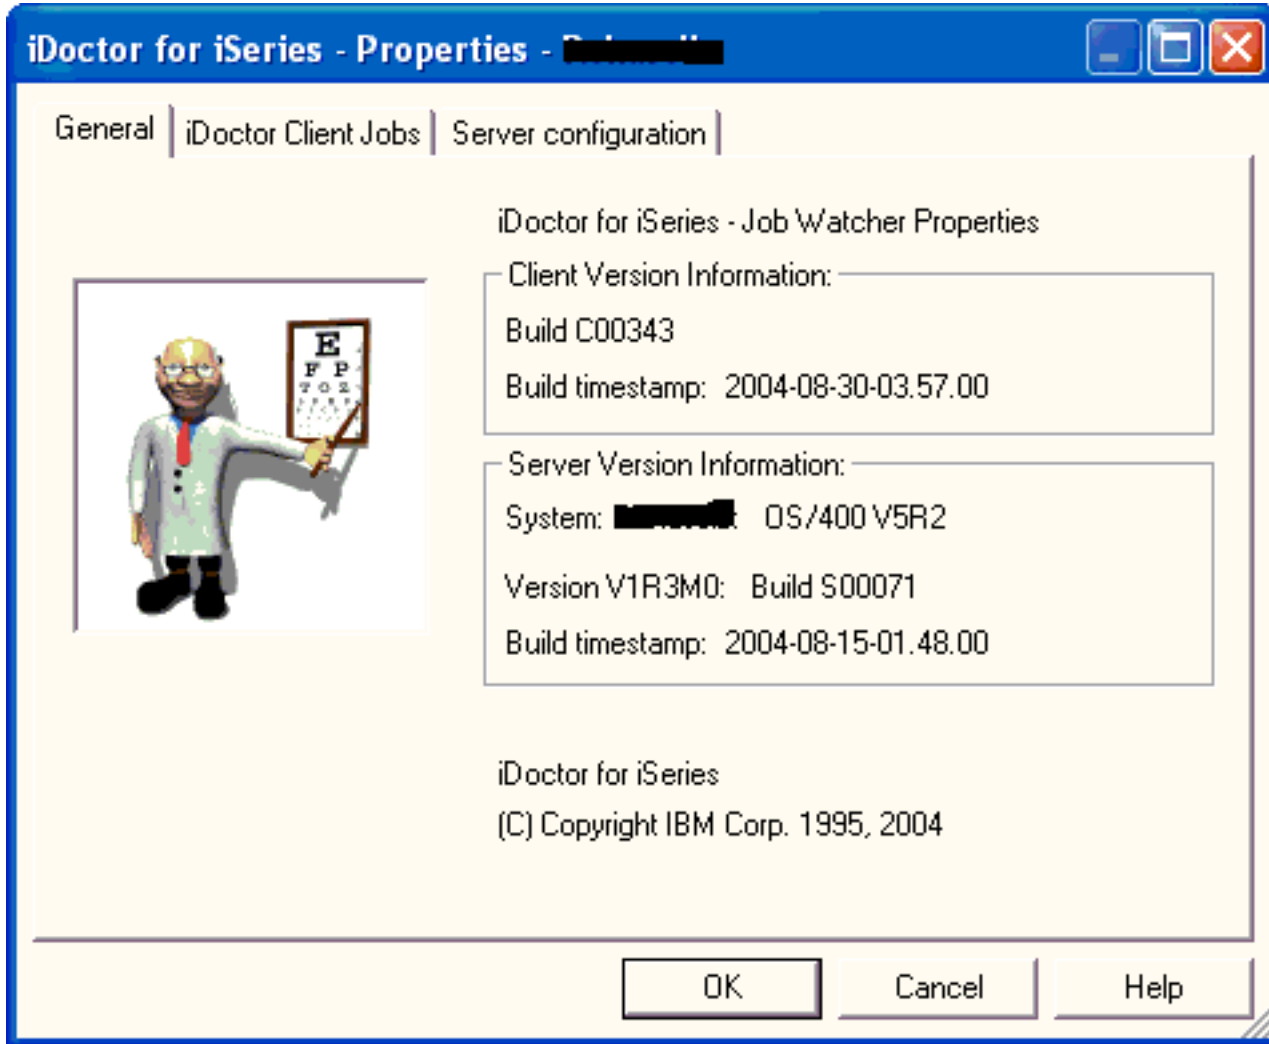 iDoctor for iSeries - Properties -
General iDoctor Client Jobs Server configuration
iDoctor for iSeries - Job Watcher Properties
Client Version Information:
Build C00343
Build timestamp: 2004-08-30-03.57.00
Server Version Information:
System: OS/400 V5R2
Version V1R3M0: Build S00071
Build timestamp: 2004-08-15-01.48.00
E
F P
T O Z
iDoctor for iSeries
(C) Copyright IBM Corp. 1995, 2004
OK Cancel Help